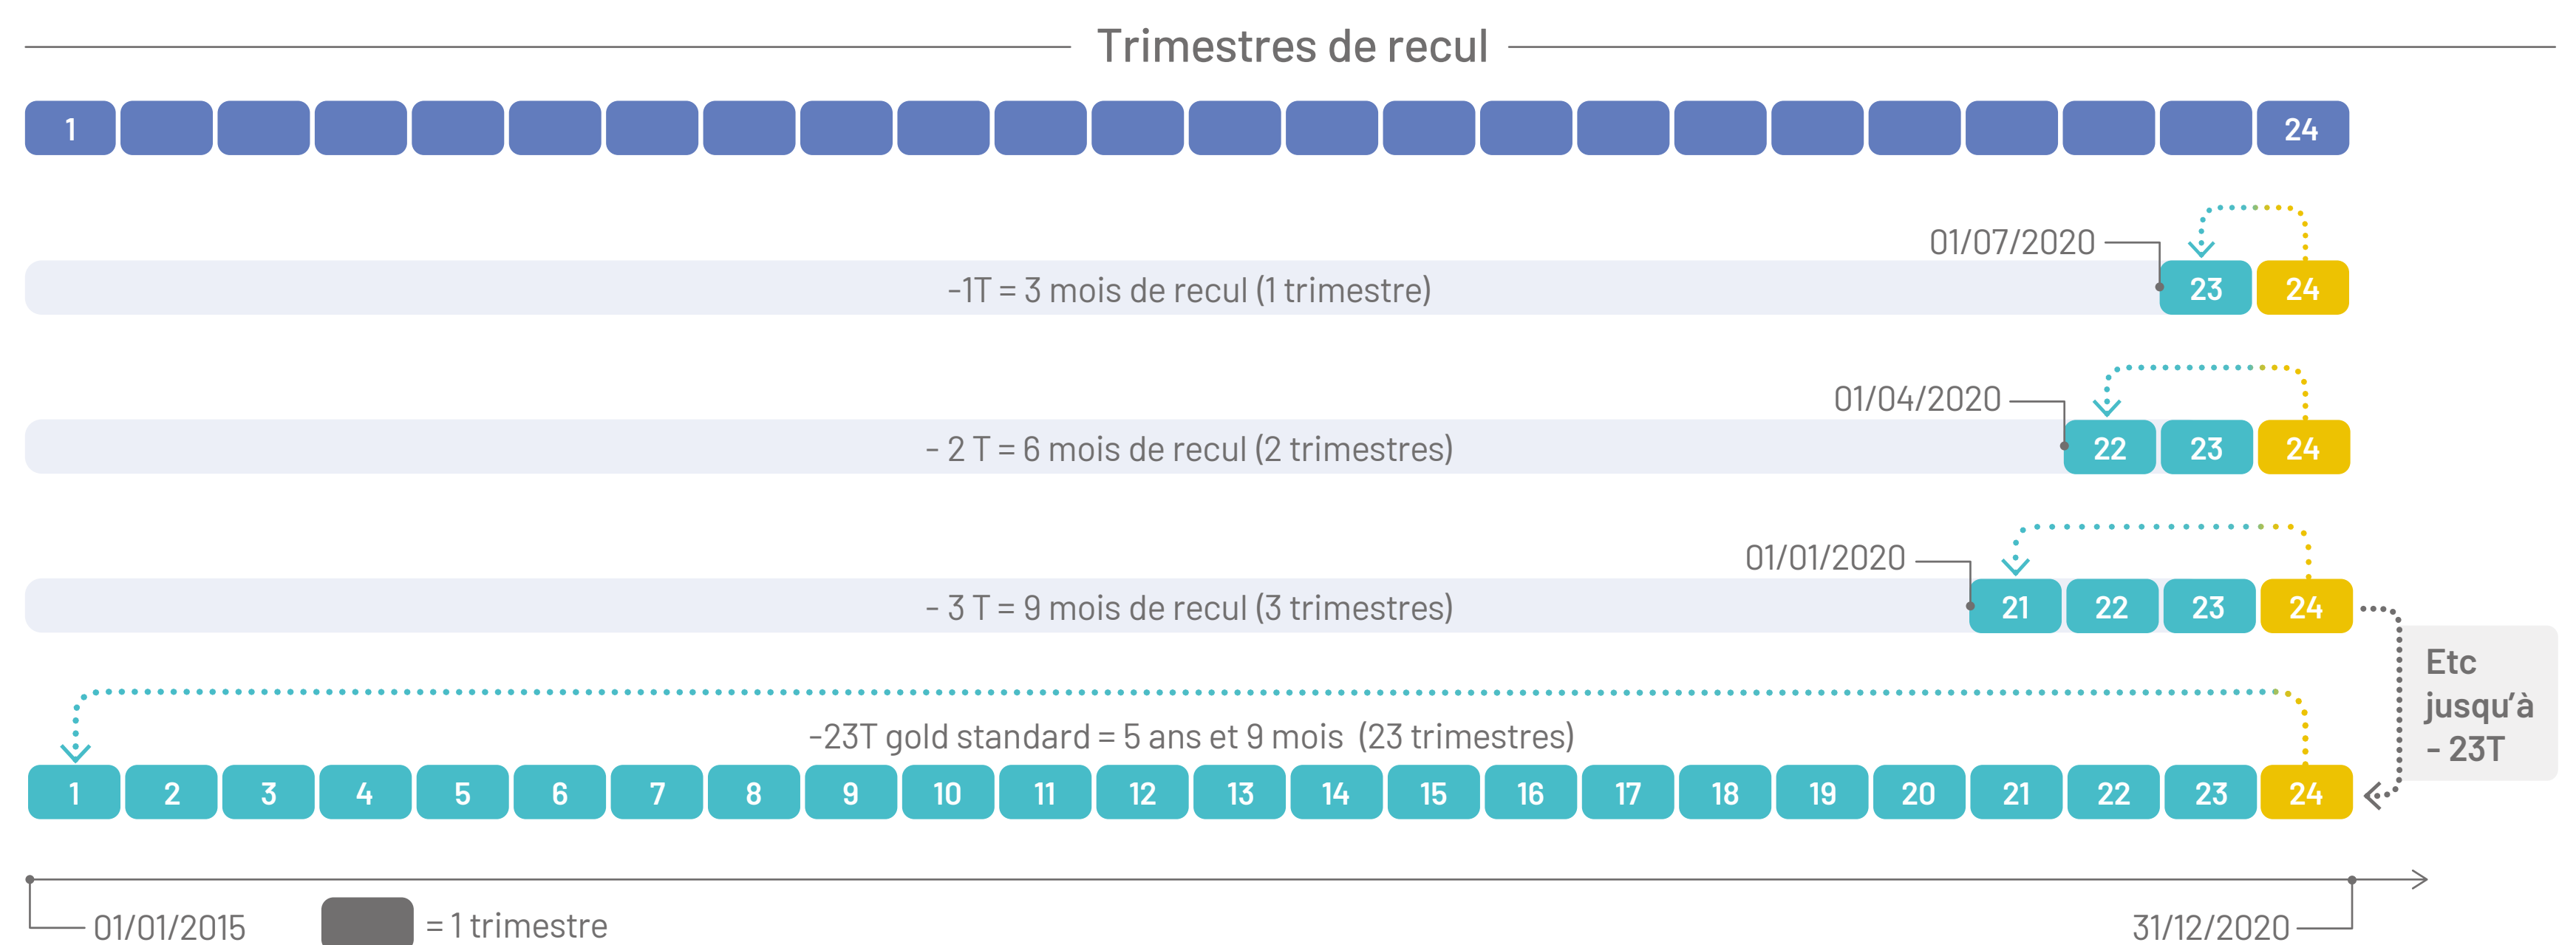 Trimestres de recul
1 24
01/07/2020
-1T = 3 mois de recul (1 trimestre) 23 24
01/04/2020
- 2 T = 6 mois de recul (2 trimestres) 22 23 24
01/01/2020
- 3 T = 9 mois de recul (3 trimestres) 21 22 23 24
Etc
jusqu’à
- 23T
-23T gold standard = 5 ans et 9 mois (23 trimestres)
1 2 3 4 5 6 7 8 9 10 11 12 13 14 15 16 17 18 19 20 21 22 23 24
01/01/2015 = 1 trimestre 31/12/2020